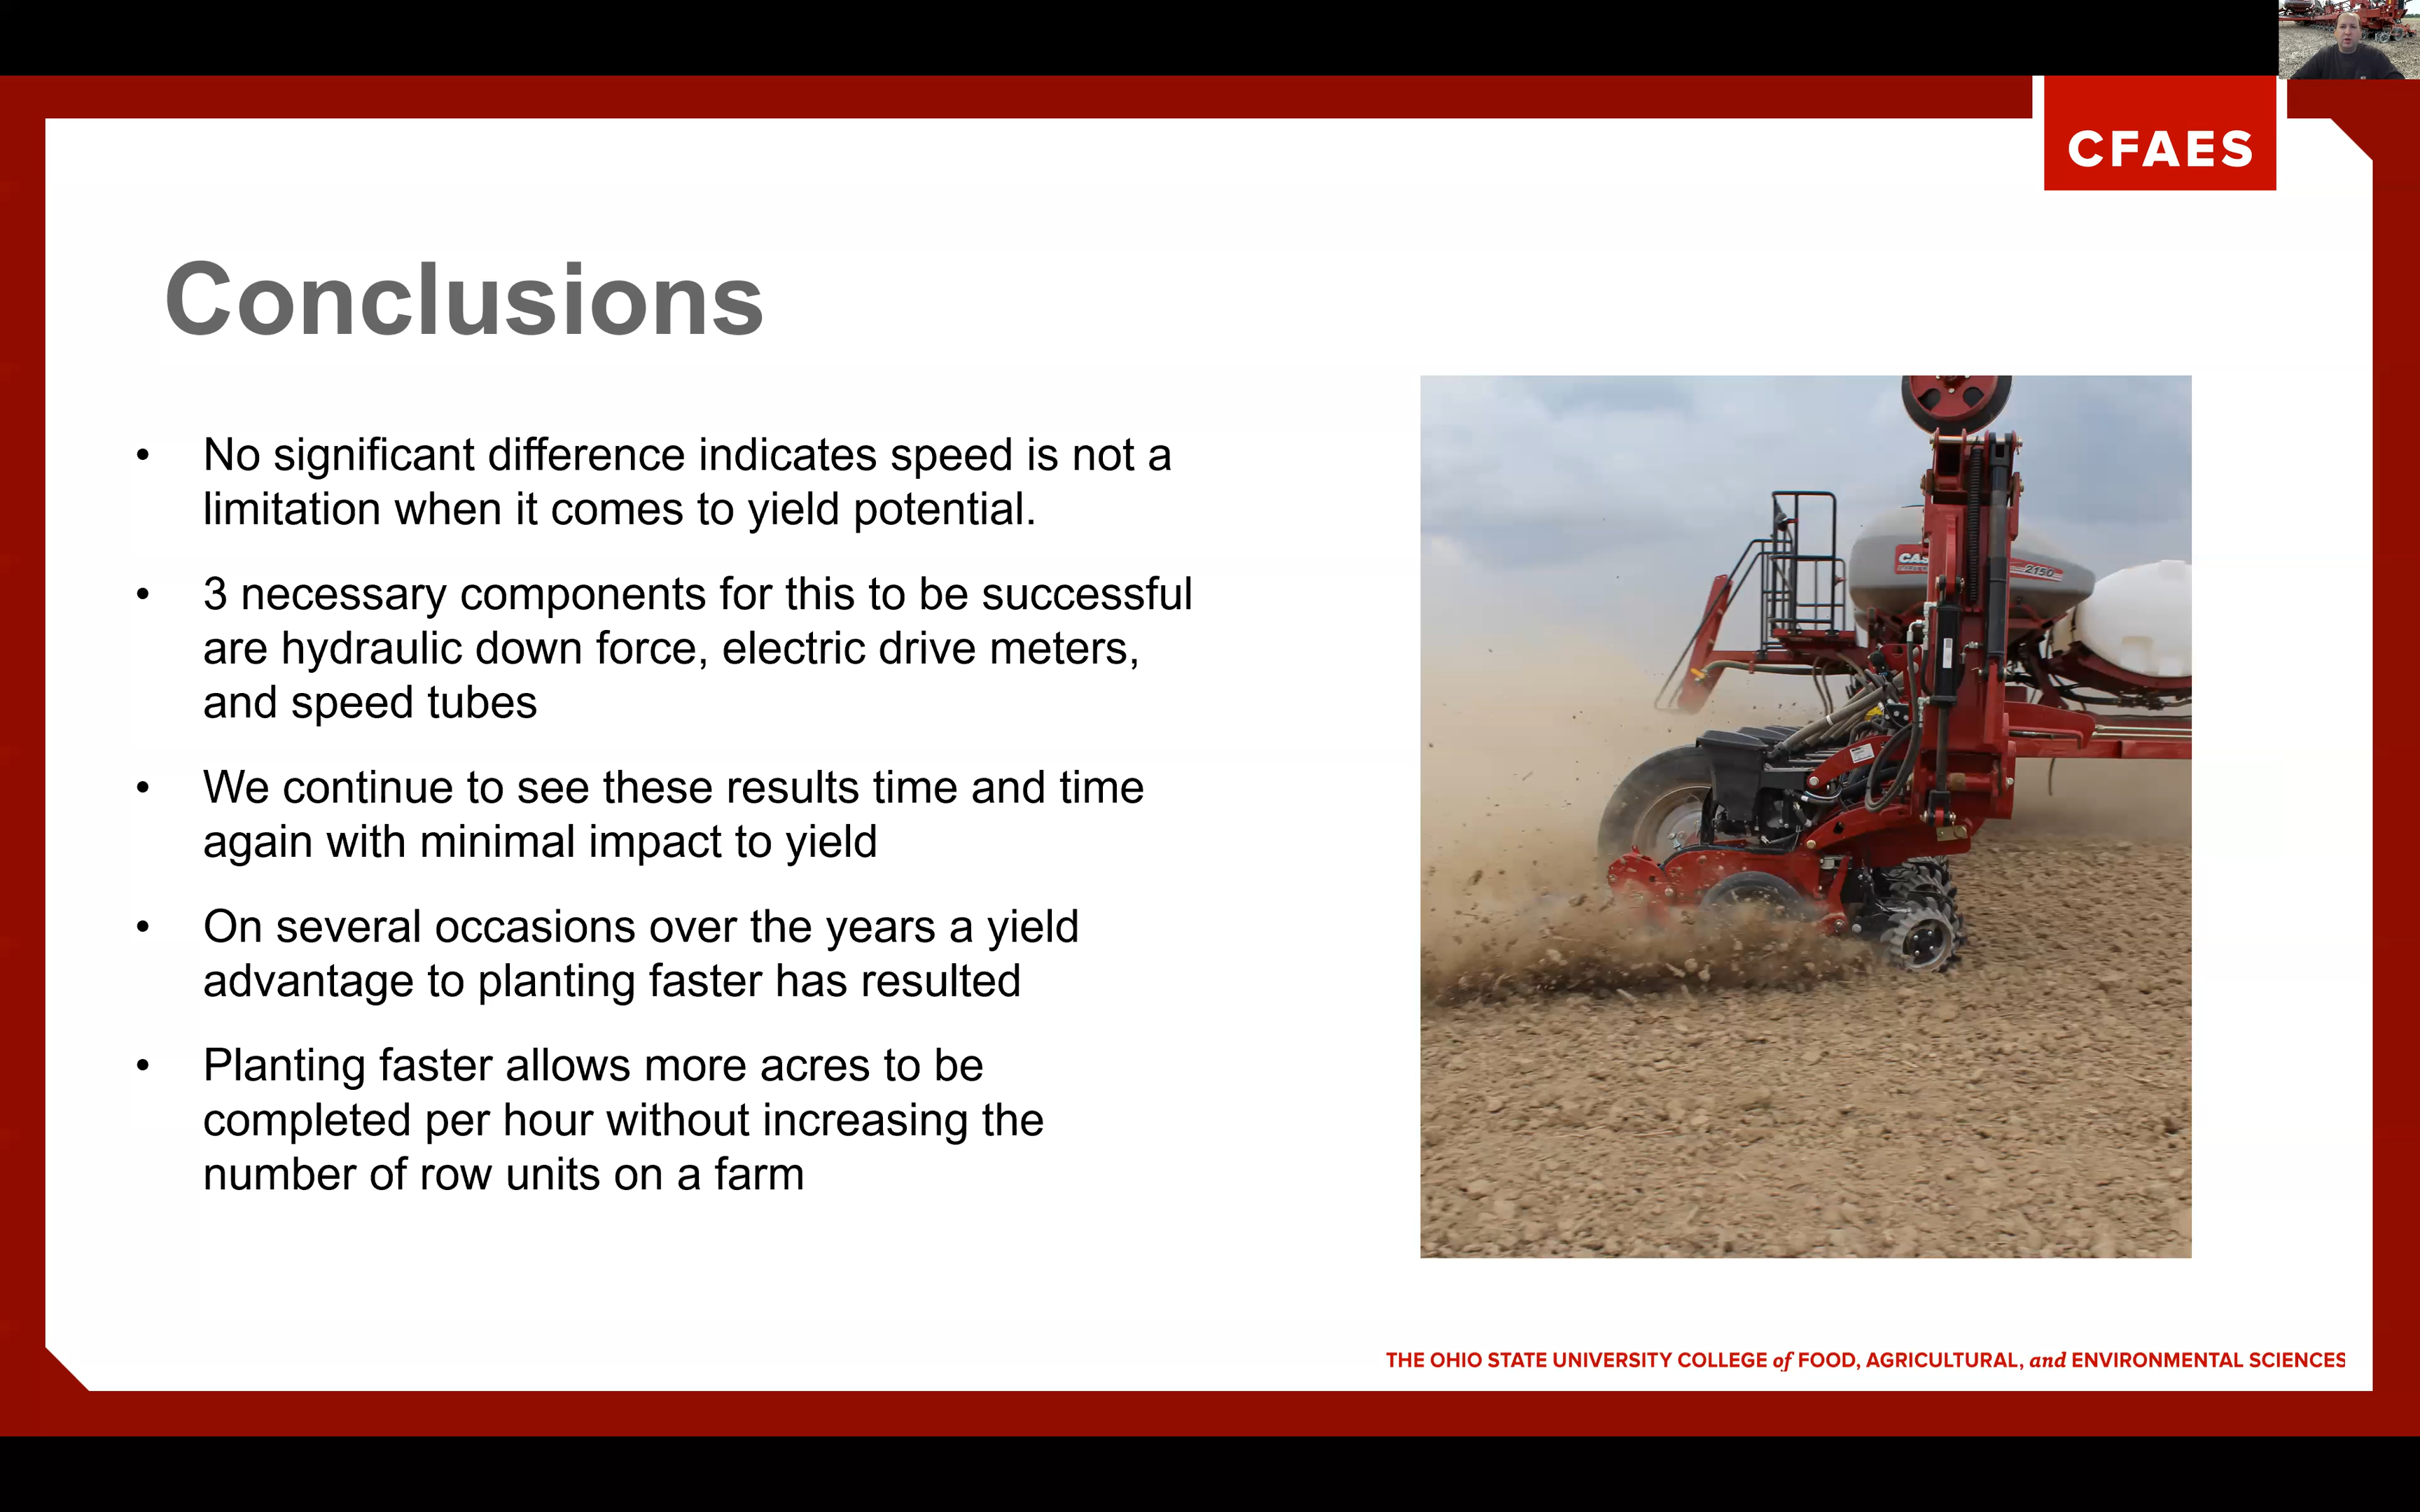 CFAES
Conclusions
• No significant difference indicates speed is not a
limitation when it comes to yield potential.
• 3 necessary components for this to be successful
are hydraulic down force, electric drive meters,
and speed tubes
• We continue to see these results time and time
again with minimal impact to yield
• On several occasions over the years a yield
advantage to planting faster has resulted
• Planting faster allows more acres to be
completed per hour without increasing the
number of row units on a farm
2150
THE OHIO STATE UNIVERSITY COLLEGE of FOOD, AGRICULTURAL, and ENVIRONMENTAL SCIENCES